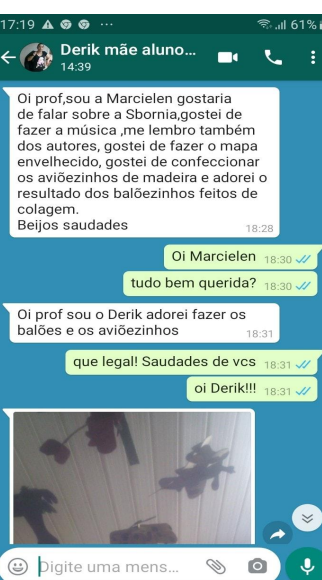 17:19 61%
Derik mãe aluno...
14:39
Oi prof,sou a Marcielen gostaria
de falar sobre a Sbornia,gostei de
fazer a música ,me lembro também
dos autores, gostei de fazer o mapa
envelhecido, gostei de confeccionar
os aviõezinhos de madeira e adorei o
resultado dos balõezinhos feitos de
colagem.
Beijos saudades 18:28
Oi Marcielen 18:30
tudo bem querida? 18:30
Oi prof sou o Derik adorei fazer os
balões e os aviõezinhos 18:31
que legal! Saudades de vcs 18:31
oi Derik!!! 18:31
Digite uma mens...